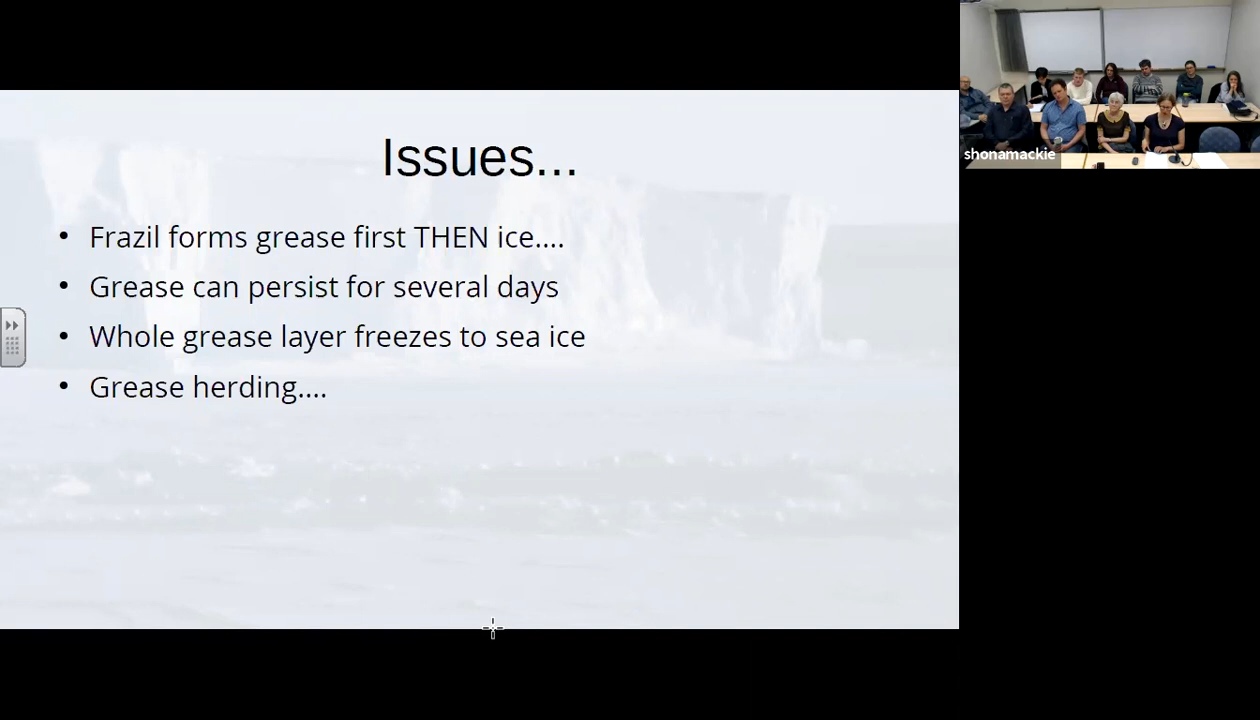 Issues...
• Frazil forms grease first THEN ice....
• Grease can persist for several days
• Whole grease layer freezes to sea ice
• Grease herding....
shonamackie